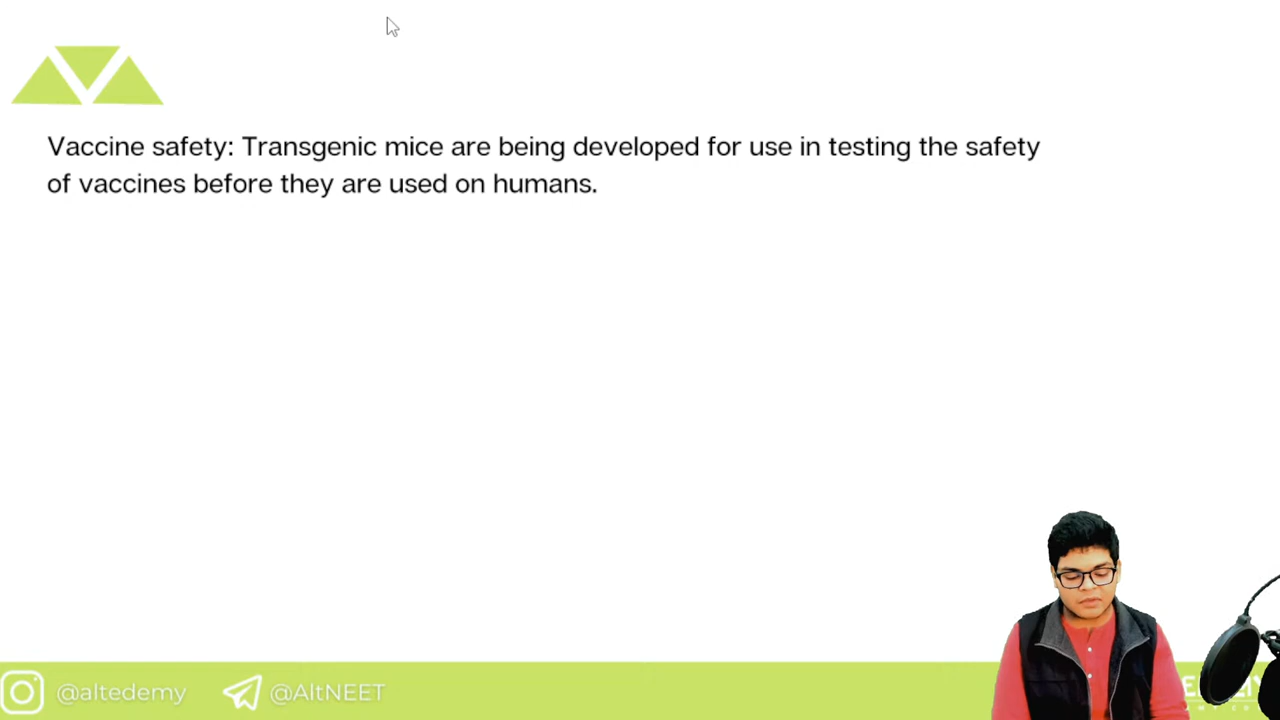 Vaccine safety: Transgenic mice are being developed for use in testing the safety
of vaccines before they are used on humans.
@altedemy
@AltNEET